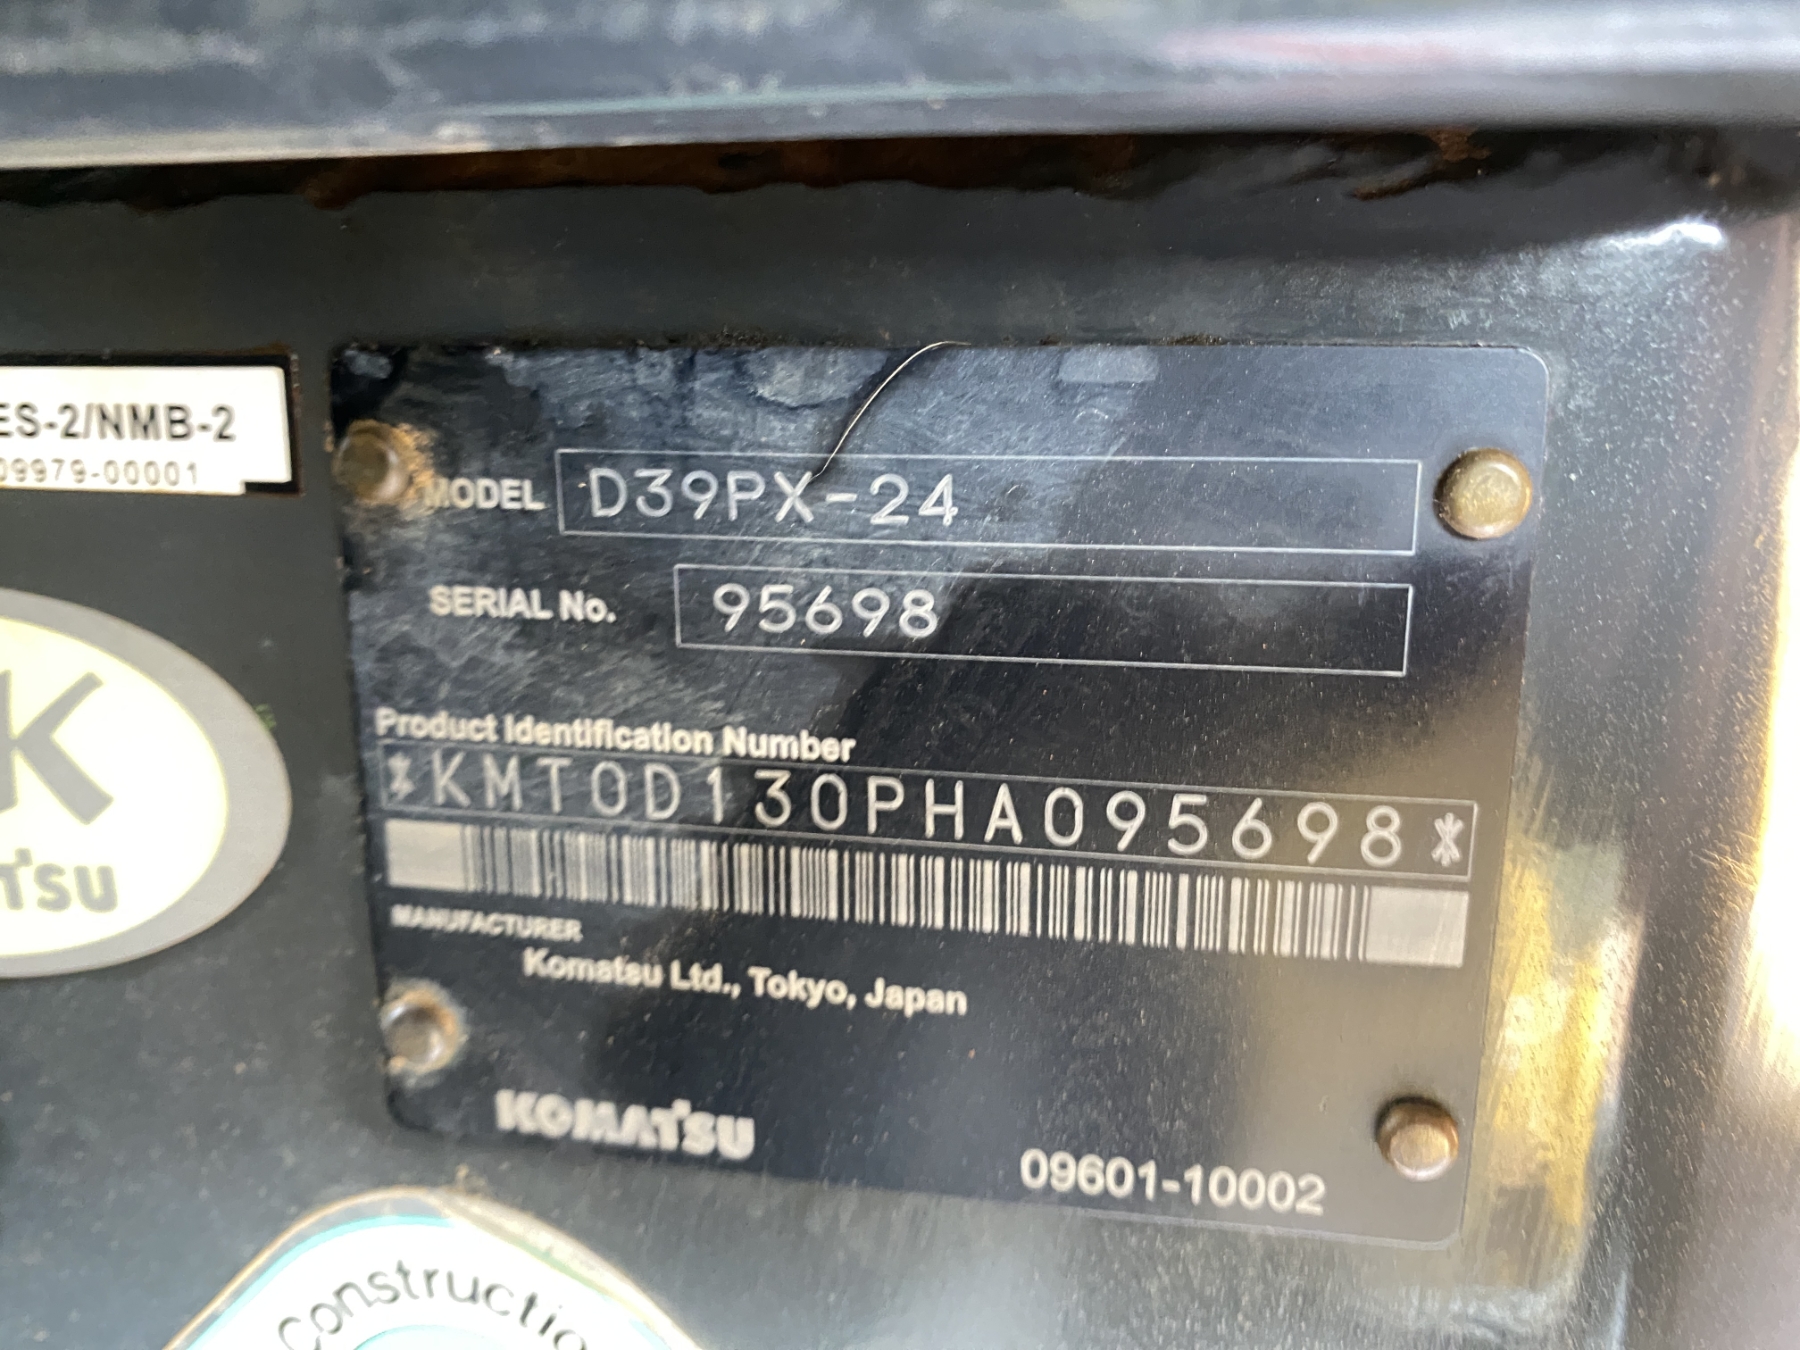 ES-2/NMB-2
09979-00001
MODEL D39PX-24
SERIAL No. 95698
Product Identification Number
*KMT0D130PHA095698*
MANUFACTURER
Komatsu Ltd., Tokyo, Japan
KOMATSU
09601-10002
K
ATSU
Construction